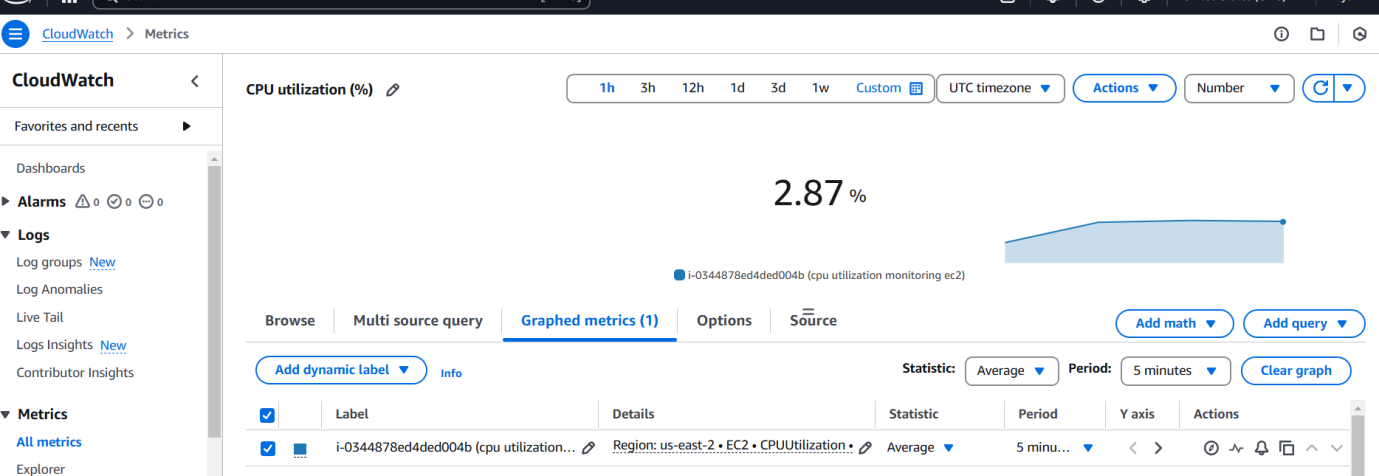 CloudWatch > Metrics
CloudWatch
Favorites and recents
Dashboards
Alarms 0 0 0
Logs
Log groups New
Log Anomalies
Live Tail
Logs Insights New
Contributor Insights
Metrics
All metrics
Explorer
CPU utilization (%)
1h 3h 12h 1d 3d 1w Custom UTC timezone Actions Number
2.87 %
i-0344878ed4ded004b (cpu utilization monitoring ec2)
Browse Multi source query Graphed metrics (1) Options Source Add math Add query
Add dynamic label Info Statistic: Average Period: 5 minutes Clear graph
Label Details Statistic Period Y axis Actions
i-0344878ed4ded004b (cpu utilization... Region: us-east-2 • EC2 • CPUUtilization • Average 5 minu...